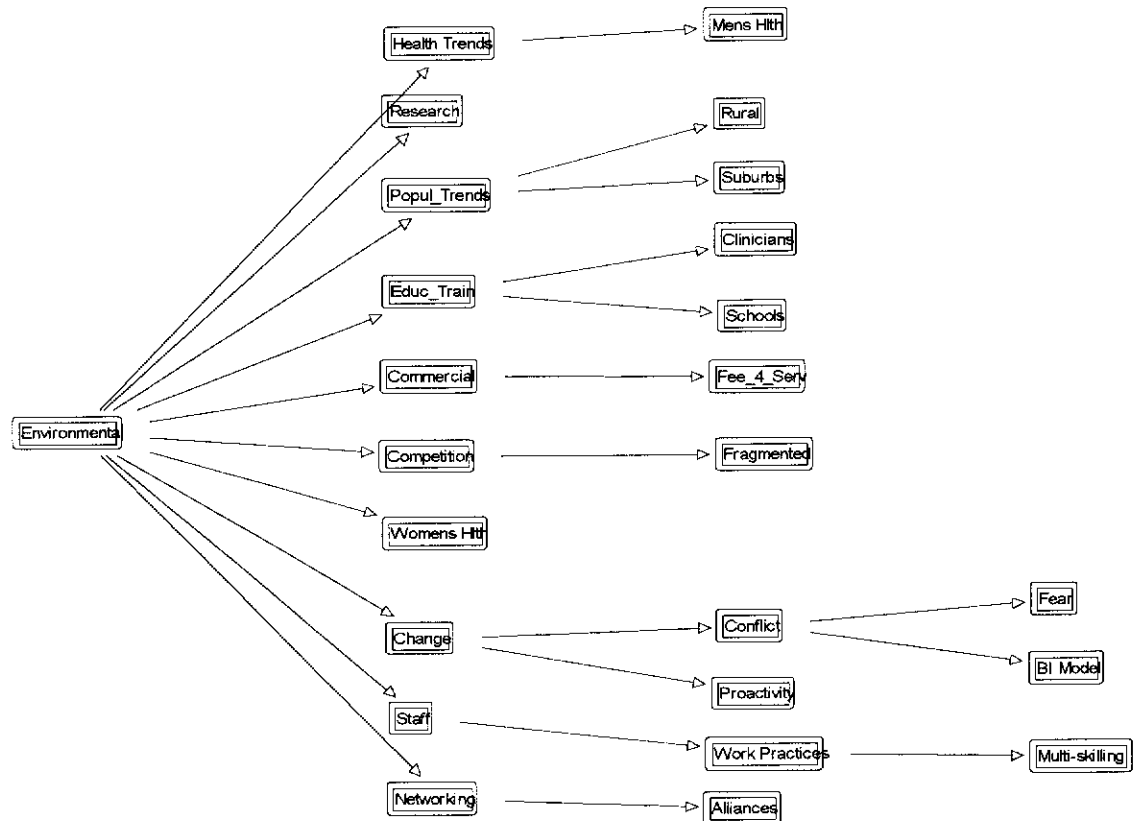 Health Trends
Mens Hlth
Research
Rural
Popul_Trends
Suburbs
Clinicians
Educ_Train
Schools
Commercial
Fee_4_Serv
Environmental
Competition
Fragmented
Womens Hlth
Fear
Change
Conflict
BI Model
Proactivity
Staff
Work Practices
Multi-skilling
Networking
Alliances